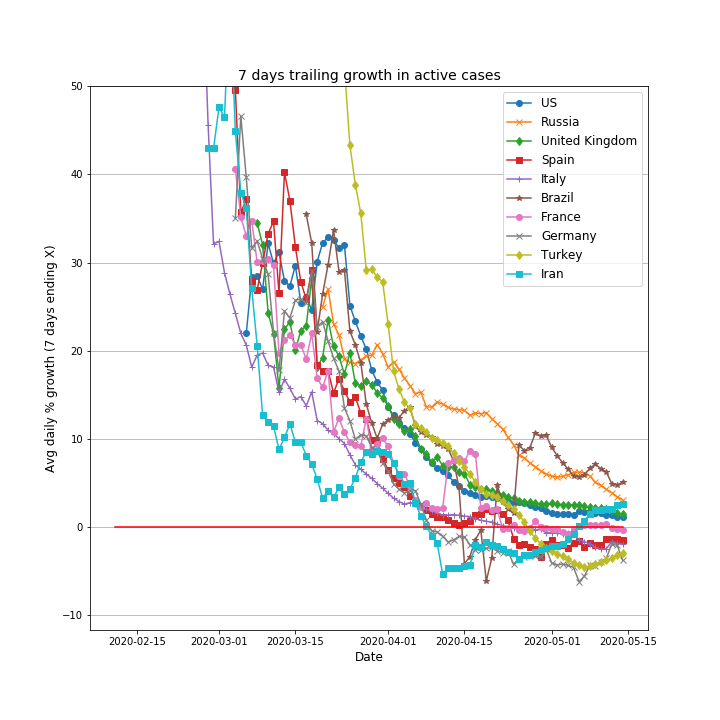 7 days trailing growth in active cases
Avg daily % growth (7 days ending X)
50
40
30
20
10
0
−10
US
Russia
United Kingdom
Spain
Italy
Brazil
France
Germany
Turkey
Iran
2020-02-15
2020-03-01
2020-03-15
2020-04-01
2020-04-15
2020-05-01
2020-05-15
Date